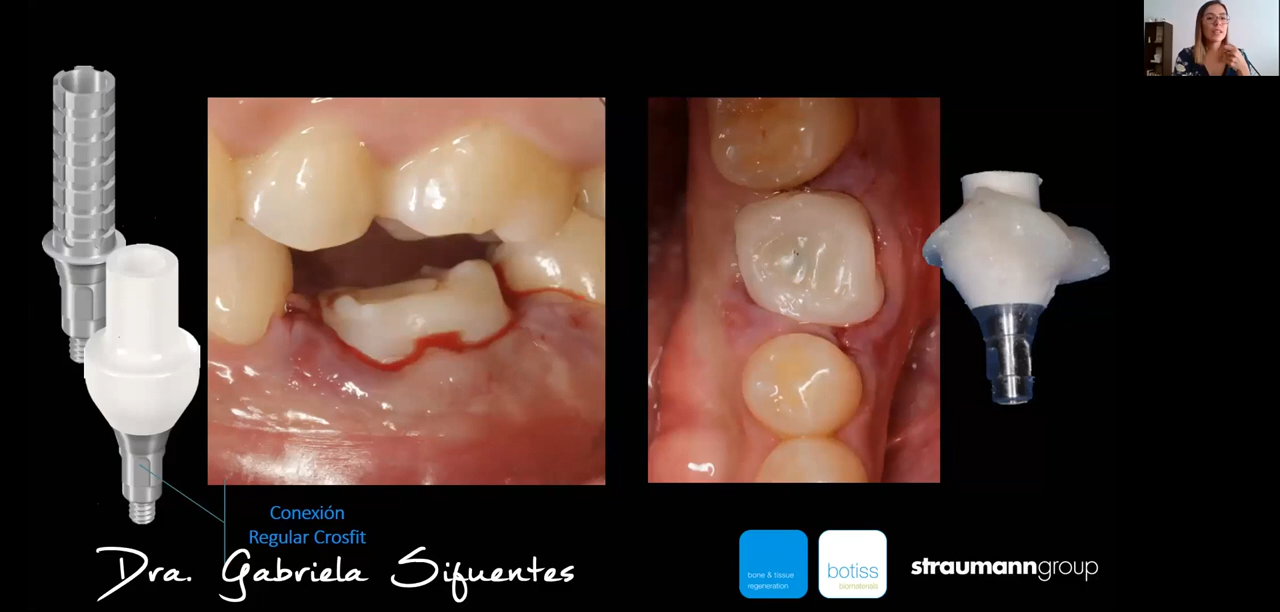 Conexión
Regular Crosfit
Dra. Gabriela Sifuentes
bone & tissue
regeneration
botiss
biomaterials
straumanngroup